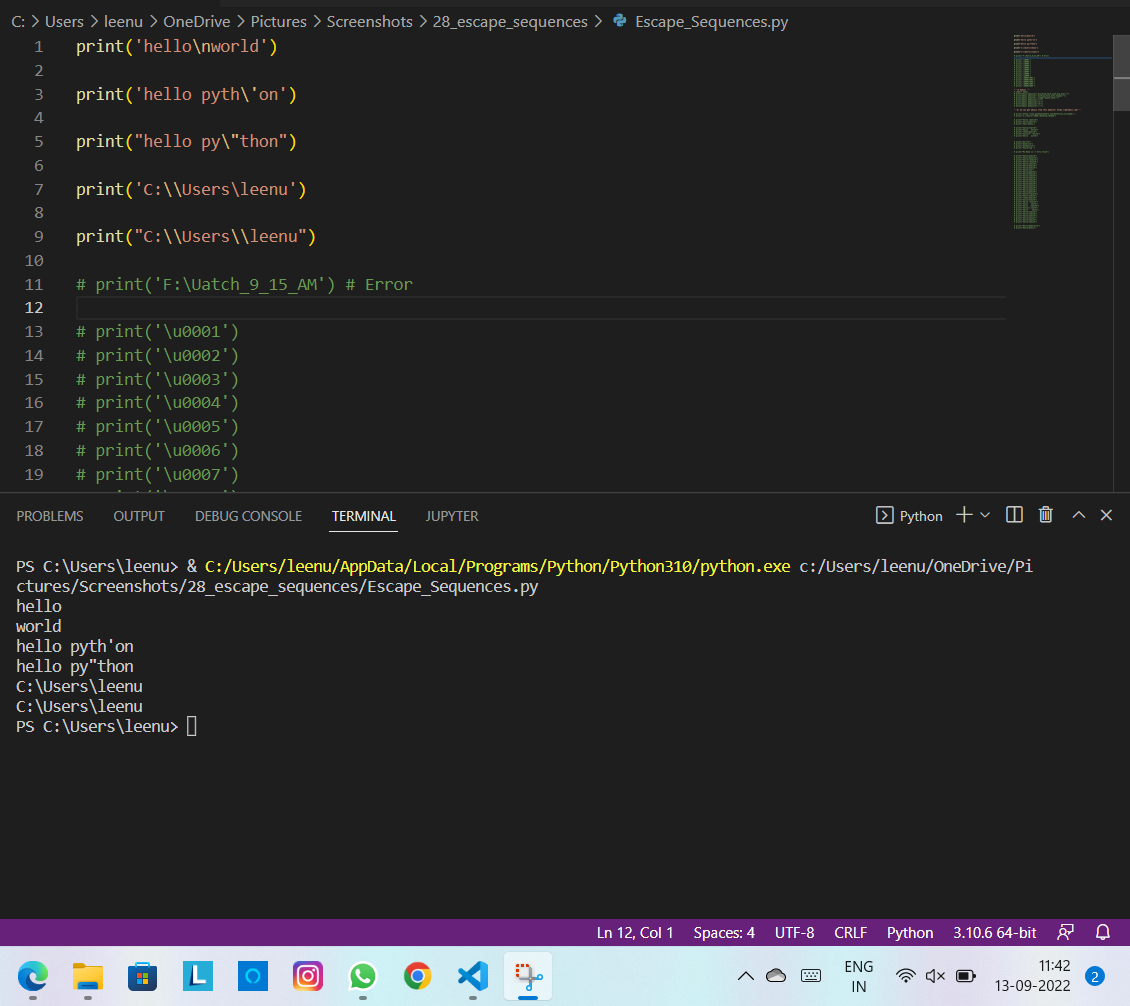 C: > Users > leenu > OneDrive > Pictures > Screenshots > 28_escape_sequences > Escape_Sequences.py
1 print('hello\nworld')
2
3 print('hello pyth\'on')
4
5 print("hello py\"thon")
6
7 print('C:\\Users\leenu')
8
9 print("C:\\Users\\leenu")
10
11 # print('F:\Uatch_9_15_AM') # Error
12
13 # print('\u0001')
14 # print('\u0002')
15 # print('\u0003')
16 # print('\u0004')
17 # print('\u0005')
18 # print('\u0006')
19 # print('\u0007')
PROBLEMS OUTPUT DEBUG CONSOLE TERMINAL JUPYTER Python
PS C:\Users\leenu> & C:/Users/leenu/AppData/Local/Programs/Python/Python310/python.exe c:/Users/leenu/OneDrive/Pi
ctures/Screenshots/28_escape_sequences/Escape_Sequences.py
hello
world
hello pyth'on
hello py"thon
C:\Users\leenu
C:\Users\leenu
PS C:\Users\leenu>
Ln 12, Col 1 Spaces: 4 UTF-8 CRLF Python 3.10.6 64-bit
L
ENG 11:42
IN 13-09-2022 2